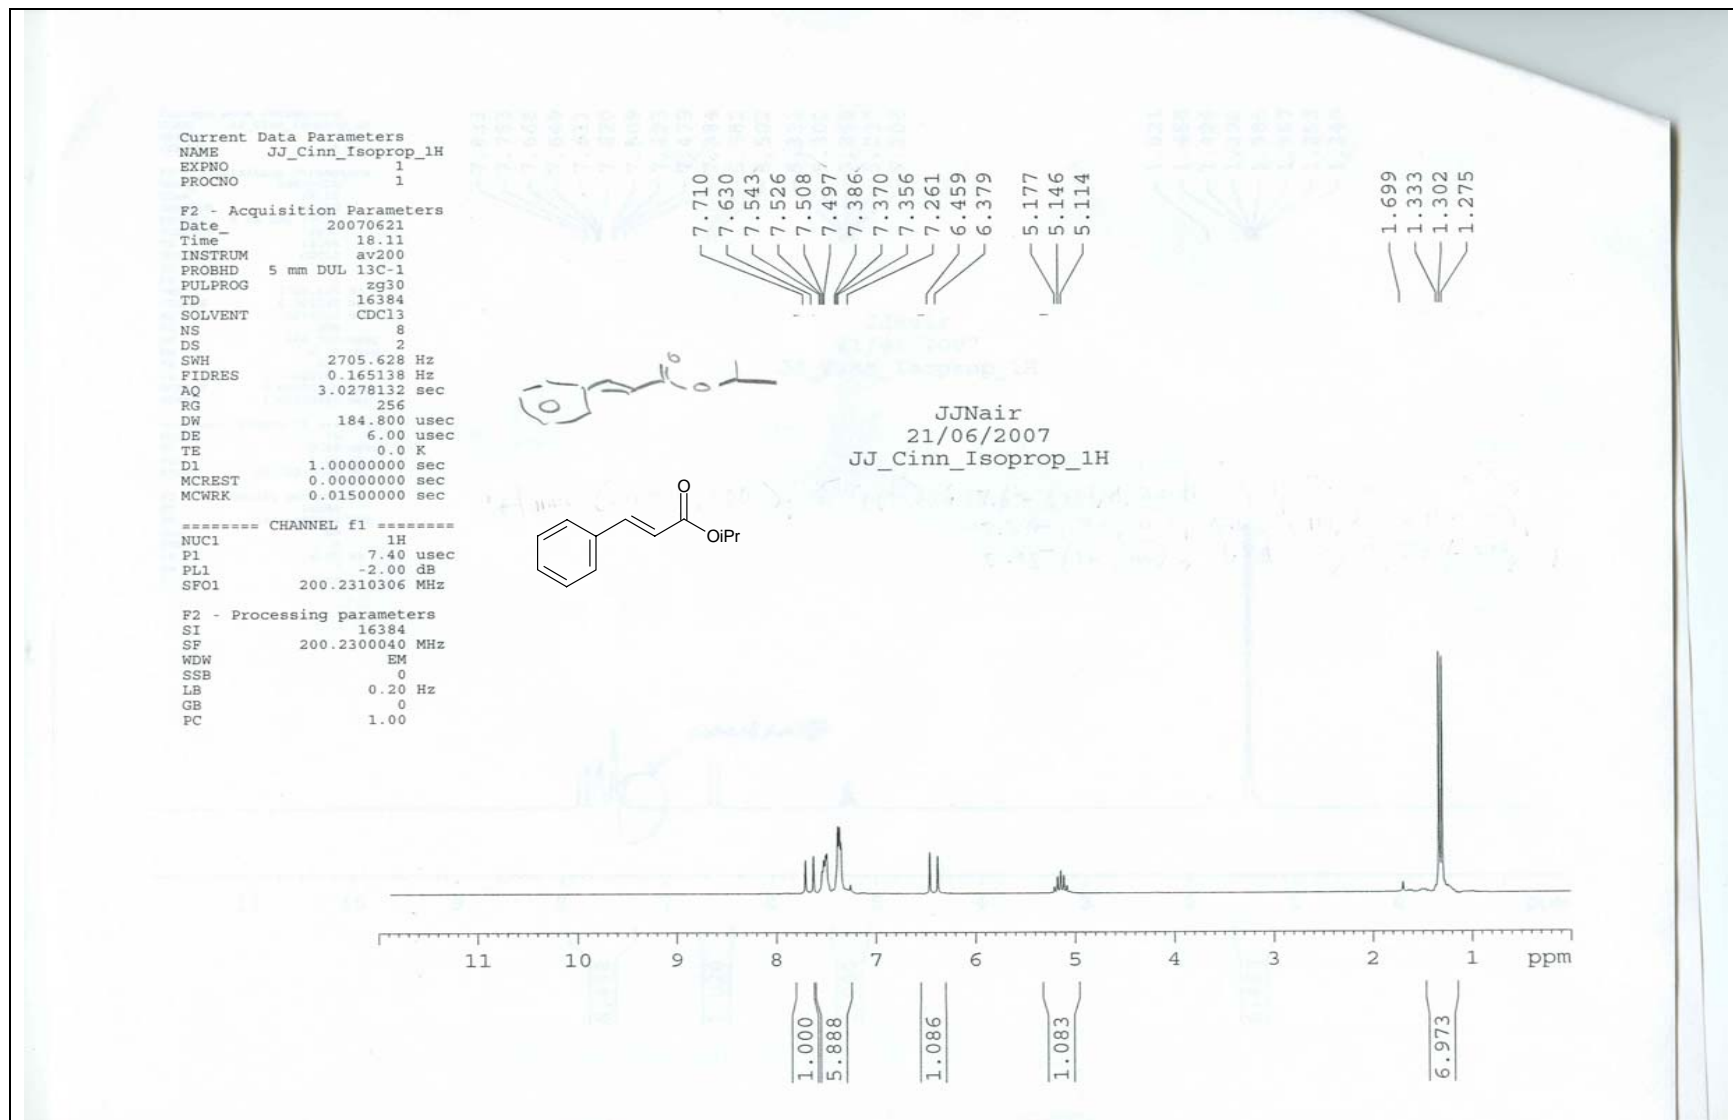 Current Data Parameters
NAME JJ_Cinn_Isoprop_1H
EXPNO 1
PROCNO 1
F2 - Acquisition Parameters
Date_ 20070621
Time 18.11
INSTRUM av200
PROBHD 5 mm DUL 13C-1
PULPROG zg30
TD 16384
SOLVENT CDCl3
NS 8
DS 2
SWH 2705.628 Hz
FIDRES 0.165138 Hz
AQ 3.0278132 sec
RG 256
DW 184.800 usec
DE 6.00 usec
TE 0.0 K
D1 1.00000000 sec
MCREST 0.00000000 sec
MCWRK 0.01500000 sec
======== CHANNEL f1 ========
NUC1 1H
P1 7.40 usec
PL1 -2.00 dB
SFO1 200.2310306 MHz
F2 - Processing parameters
SI 16384
SF 200.2300040 MHz
WDW EM
SSB 0
LB 0.20 Hz
GB 0
PC 1.00
7.710
7.630
7.543
7.526
7.508
7.497
7.386
7.370
7.356
7.261
6.459
6.379
5.177
5.146
5.114
1.699
1.333
1.302
1.275
O
O
O
OiPr
JJNair
21/06/2007
JJ_Cinn_Isoprop_1H
11 10 9 8 7 6 5 4 3 2 1 ppm
1.000
5.888
1.086
1.083
6.973